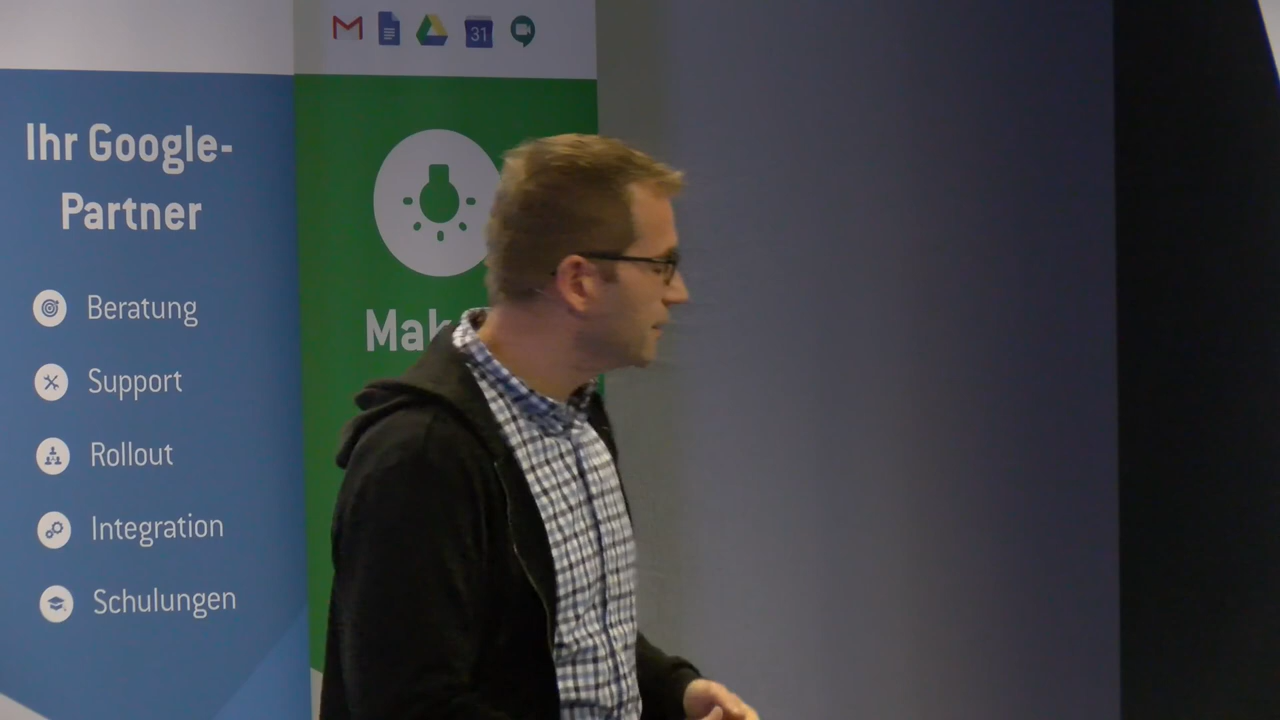 Ihr Google-
Partner
Beratung
Support
Rollout
Integration
Schulungen
31